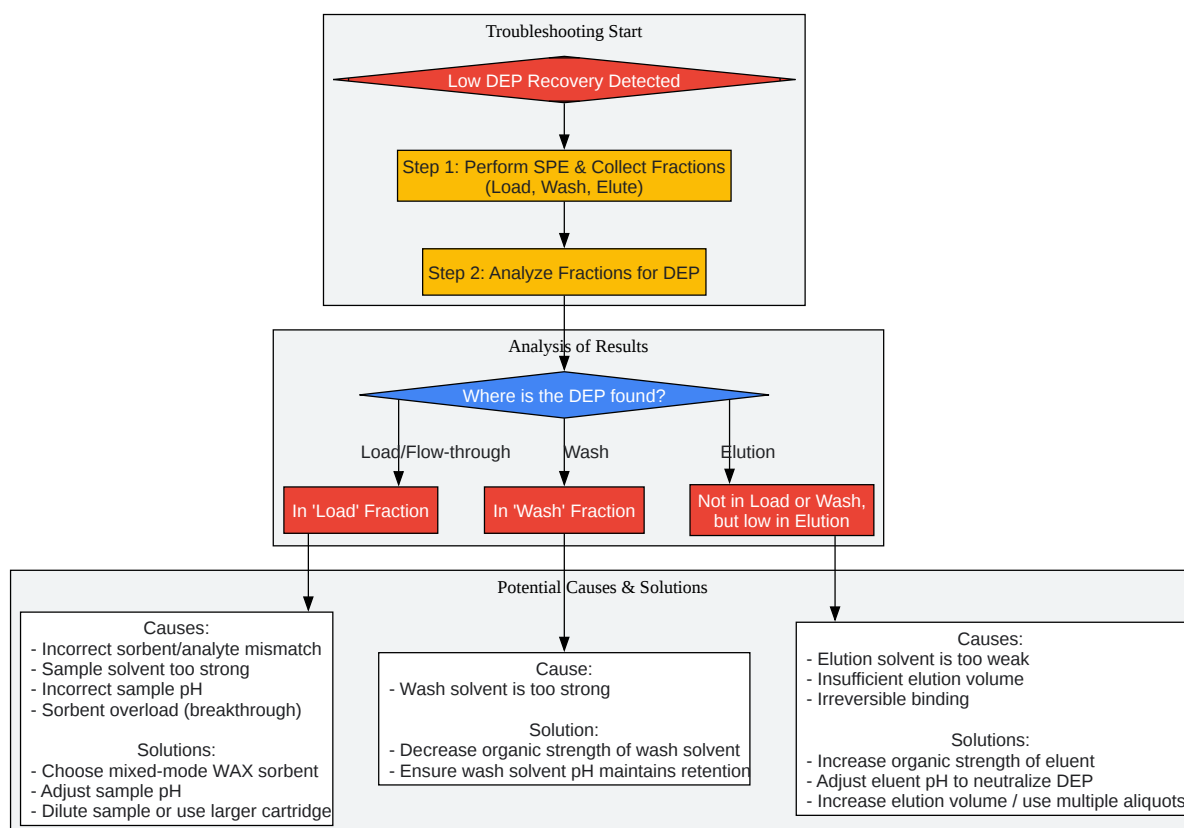 Troubleshooting Start
Low DEP Recovery Detected
Step 1: Perform SPE & Collect Fractions
(Load, Wash, Elute)
Step 2: Analyze Fractions for DEP
Analysis of Results
Where is the DEP found?
Load/Flow-through
Wash
Elution
In 'Load' Fraction
In 'Wash' Fraction
Not in Load or Wash,
but low in Elution
Potential Causes & Solutions
Causes:
- Incorrect sorbent/analyte mismatch
- Sample solvent too strong
- Incorrect sample pH
- Sorbent overload (breakthrough)
Solutions:
- Choose mixed-mode WAX sorbent
- Adjust sample pH
- Dilute sample or use larger cartridge
Cause:
- Wash solvent is too strong
Solution:
- Decrease organic strength of wash solvent
- Ensure wash solvent pH maintains retention
Causes:
- Elution solvent is too weak
- Insufficient elution volume
- Irreversible binding
Solutions:
- Increase organic strength of eluent
- Adjust eluent pH to neutralize DEP
- Increase elution volume / use multiple aliquots